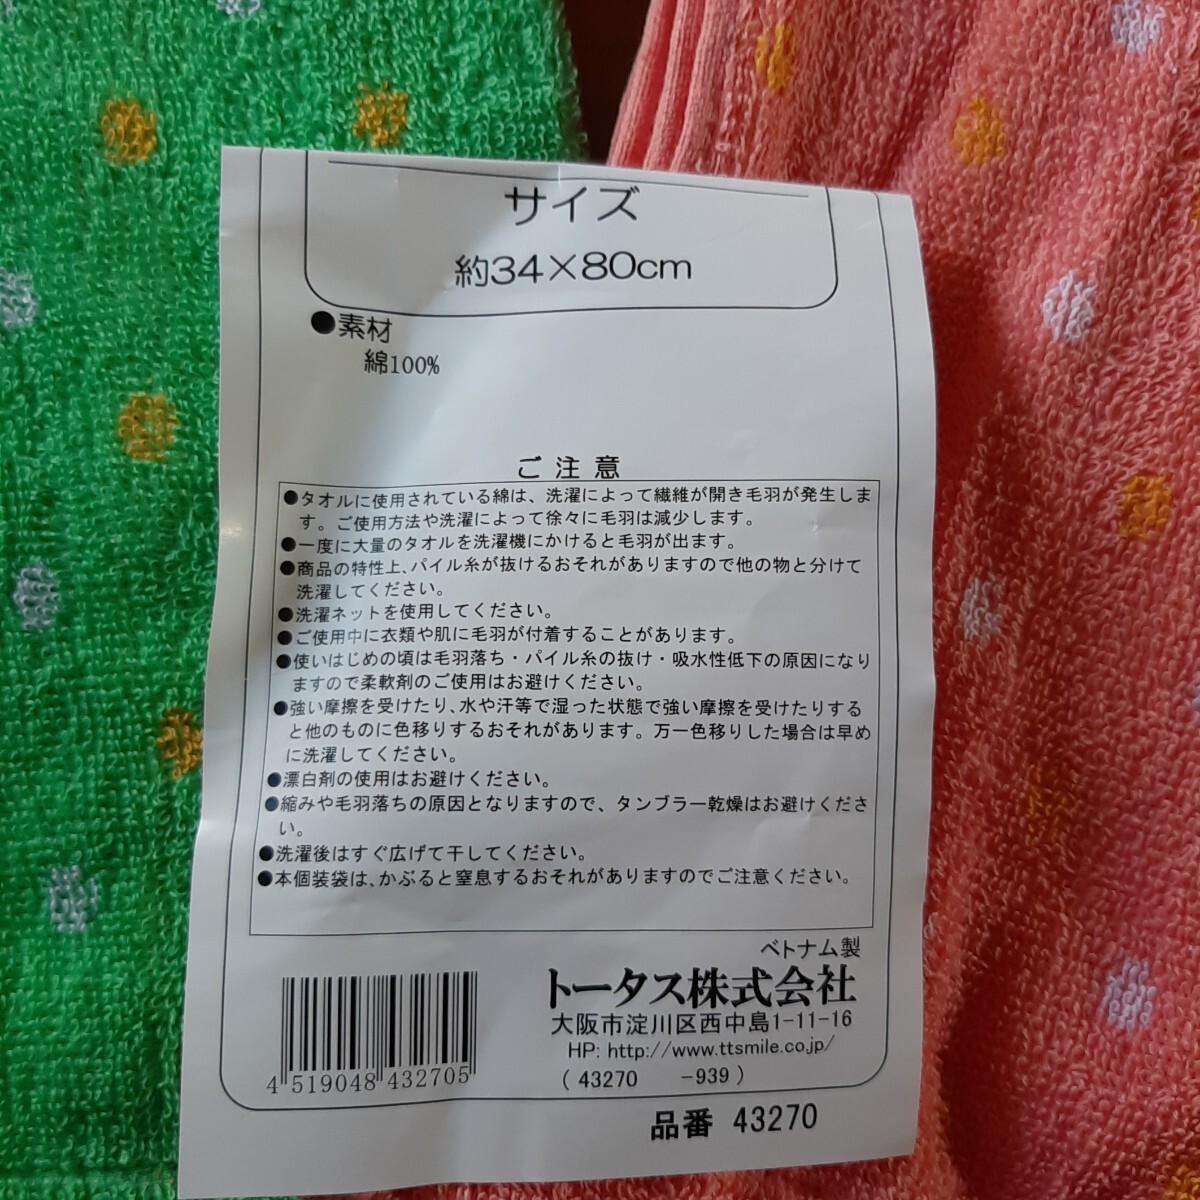 サイズ
約34×80cm
●素材
綿100%
ご注意
●タオルに使用されている綿は、洗濯によって繊維が開き毛羽が発生しま
す。ご使用方法や洗濯によって徐々に毛羽は減少します。
●一度に大量のタオルを洗濯機にかけると毛羽が出ます。
●商品の特性上、パイル糸が抜けるおそれがありますので他の物と分けて
洗濯してください。
●洗濯ネットを使用してください。
●ご使用中に衣類や肌に毛羽が付着することがあります。
●使いはじめの頃は毛羽落ち・パイル糸の抜け・吸水性低下の原因になり
ますので柔軟剤のご使用はお避けください。
●強い摩擦を受けたり、水や汗等で湿った状態で強い摩擦を受けたりする
と他のものに色移りするおそれがあります。万一色移りした場合は早め
に洗濯してください。
●漂白剤の使用はお避けください。
●縮みや毛羽落ちの原因となりますので、タンブラー乾燥はお避けくださ
い。
●洗濯後はすぐ広げて干してください。
●本個装袋は、かぶると窒息するおそれがありますのでご注意ください。
ベトナム製
トータス株式会社
大阪市淀川区西中島1-11-16
HP: http://www.ttsmile.co.jp/
(43270 -939)
4 519048 432705
品番 43270